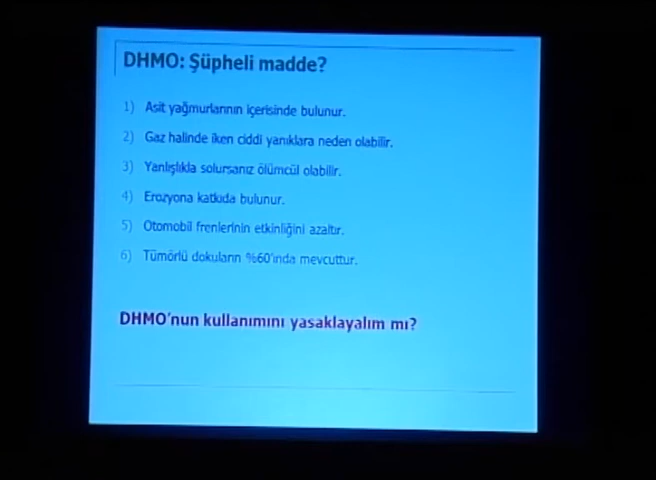 DHMO: Şüpheli madde?
1) Asit yağmurlarının içerisinde bulunur.
2) Gaz halinde iken ciddi yanıklara neden olabilir.
3) Yanlışlıkla solursanız ölümcül olabilir.
4) Erozyona katkıda bulunur.
5) Otomobil frenlerinin etkinliğini azaltır.
6) Tümörlü dokuların %60'ında mevcuttur.
DHMO'nun kullanımını yasaklayalım mı?